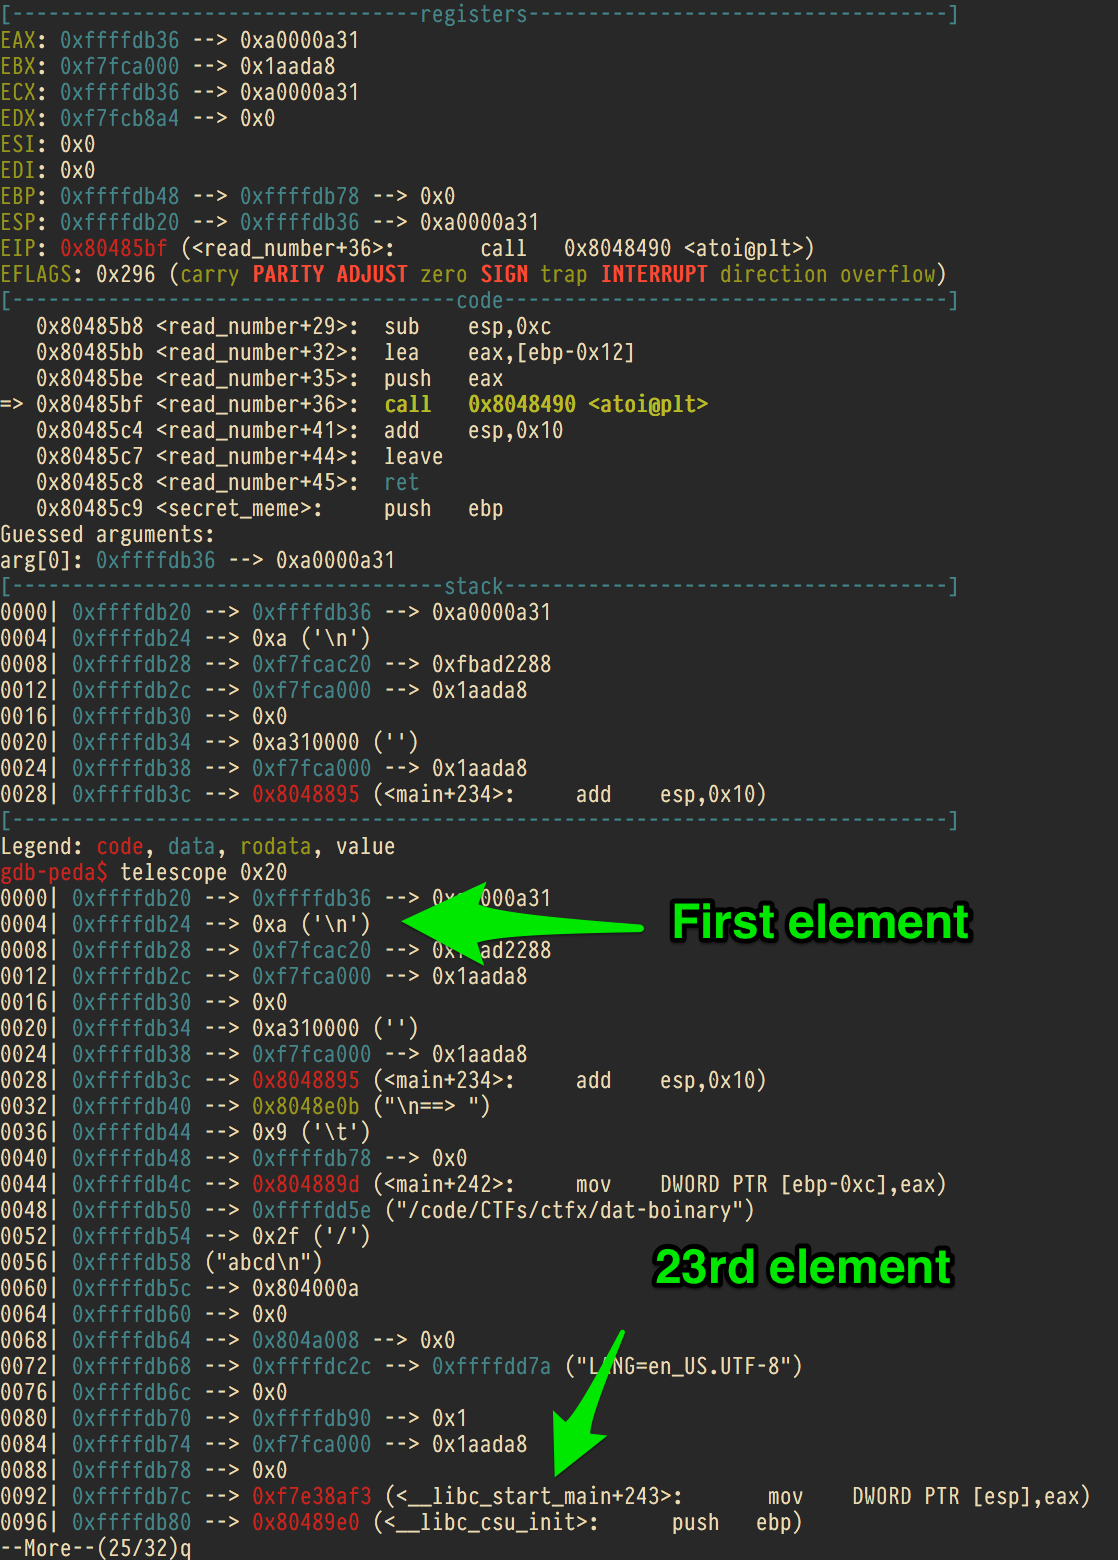 [----------------------------------registers-----------------------------------]
EAX: 0xffffdb36 --> 0xa0000a31
EBX: 0xf7fca000 --> 0x1aada8
ECX: 0xffffdb36 --> 0xa0000a31
EDX: 0xf7fcb8a4 --> 0x0
ESI: 0x0
EDI: 0x0
EBP: 0xffffdb48 --> 0xffffdb78 --> 0x0
ESP: 0xffffdb20 --> 0xffffdb36 --> 0xa0000a31
EIP: 0x80485bf (<read_number+36>:       call   0x8048490 <atoi@plt>)
EFLAGS: 0x296 (carry PARITY ADJUST zero SIGN trap INTERRUPT direction overflow)
[-------------------------------------code-------------------------------------]
   0x80485b8 <read_number+29>:  sub    esp,0xc
   0x80485bb <read_number+32>:  lea    eax,[ebp-0x12]
   0x80485be <read_number+35>:  push   eax
=> 0x80485bf <read_number+36>:  call   0x8048490 <atoi@plt>
   0x80485c4 <read_number+41>:  add    esp,0x10
   0x80485c7 <read_number+44>:  leave
   0x80485c8 <read_number+45>:  ret
   0x80485c9 <secret_meme>:     push   ebp
Guessed arguments:
arg[0]: 0xffffdb36 --> 0xa0000a31
[------------------------------------stack-------------------------------------]
0000| 0xffffdb20 --> 0xffffdb36 --> 0xa0000a31
0004| 0xffffdb24 --> 0xa ('\n')
0008| 0xffffdb28 --> 0xf7fcac20 --> 0xfbad2288
0012| 0xffffdb2c --> 0xf7fca000 --> 0x1aada8
0016| 0xffffdb30 --> 0x0
0020| 0xffffdb34 --> 0xa310000 ('')
0024| 0xffffdb38 --> 0xf7fca000 --> 0x1aada8
0028| 0xffffdb3c --> 0x8048895 (<main+234>:     add    esp,0x10)
[------------------------------------------------------------------------------]
Legend: code, data, rodata, value
gdb-peda$ telescope 0x20
0000| 0xffffdb20 --> 0xffffdb36 -->
0004| 0xffffdb24 --> 0xa ('\n') First element
0008| 0xffffdb28 --> 0xf7fcac20 -->
0012| 0xffffdb2c --> 0xf7fca000 --> 0x1aada8
0016| 0xffffdb30 --> 0x0
0020| 0xffffdb34 --> 0xa310000 ('')
0024| 0xffffdb38 --> 0xf7fca000 --> 0x1aada8
0028| 0xffffdb3c --> 0x8048895 (<main+234>:     add    esp,0x10)
0032| 0xffffdb40 --> 0x8048e0b ("\n==> ")
0036| 0xffffdb44 --> 0x9 ('\t')
0040| 0xffffdb48 --> 0xffffdb78 --> 0x0
0044| 0xffffdb4c --> 0x804889d (<main+242>:     mov    DWORD PTR [ebp-0xc],eax)
0048| 0xffffdb50 --> 0xffffdd5e ("/code/CTFs/ctfx/dat-boinary")
0052| 0xffffdb54 --> 0x2f ('/')
0056| 0xffffdb58 ("abcd\n") 23rd element
0060| 0xffffdb5c --> 0x804000a
0064| 0xffffdb60 --> 0x0
0068| 0xffffdb64 --> 0x804a008 --> 0x0
0072| 0xffffdb68 --> 0xffffdc2c --> 0xffffdd7a ("LANG=en_US.UTF-8")
0076| 0xffffdb6c --> 0x0
0080| 0xffffdb70 --> 0xffffdb90 --> 0x1
0084| 0xffffdb74 --> 0xf7fca000 --> 0x1aada8
0088| 0xffffdb78 --> 0x0
0092| 0xffffdb7c --> 0xf7e38af3 (<__libc_start_main+243>:       mov    DWORD PTR [esp],eax)
0096| 0xffffdb80 --> 0x80489e0 (<__libc_csu_init>:      push   ebp)
--More--(25/32)q